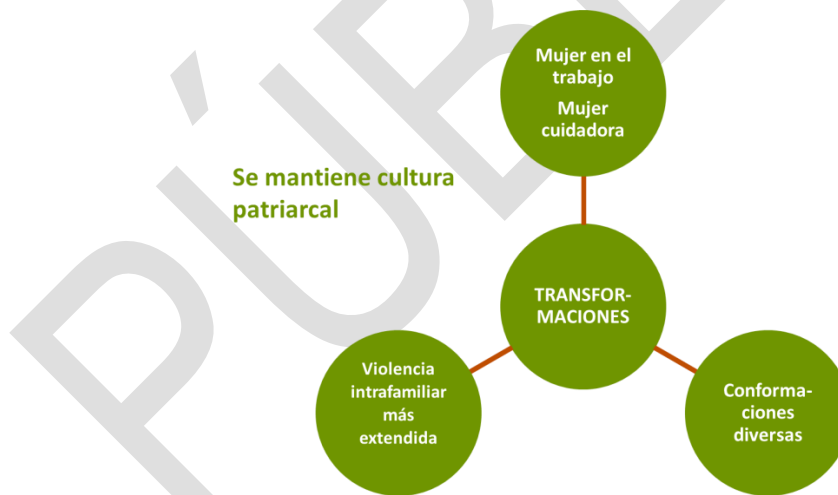 Mujer en el
trabajo
Mujer
cuidadora
Se mantiene cultura
patriarcal
TRANSFOR-
MACIONES
Violencia
intrafamiliar
más
extendida
Conforma-
ciones
diversas